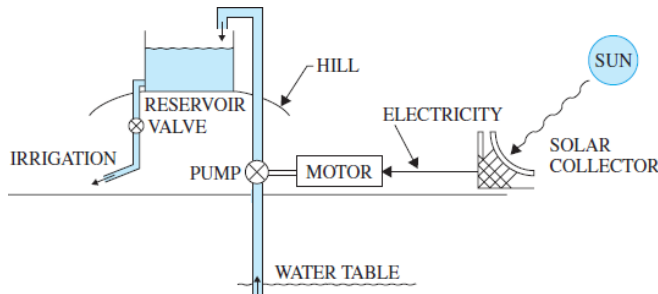 SUN
HILL
RESERVOIR
VALVE
ELECTRICITY
SOLAR
COLLECTOR
IRRIGATION
PUMP
MOTOR
WATER TABLE